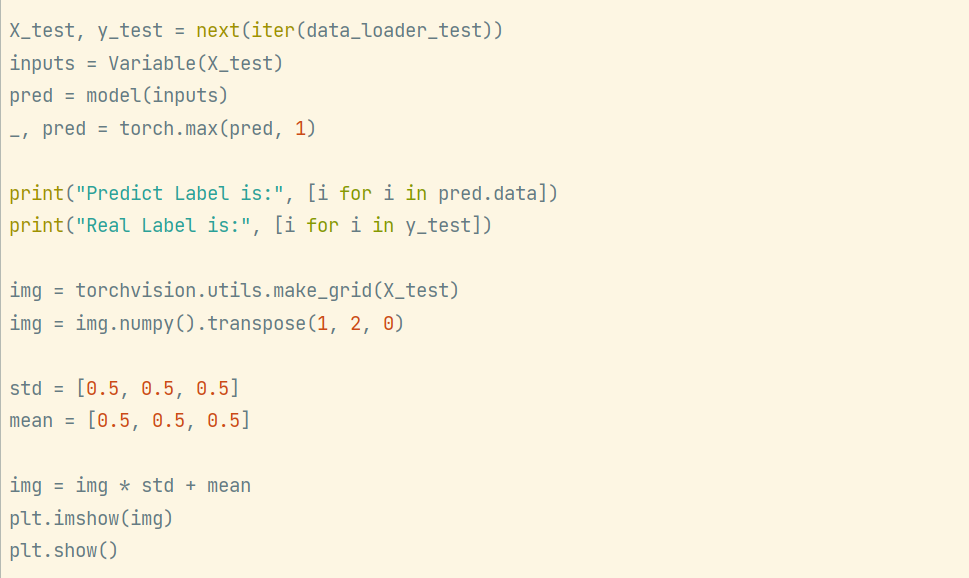 X_test, y_test = next(iter(data_loader_test))
inputs = Variable(X_test)
pred = model(inputs)
_, pred = torch.max(pred, 1)
print("Predict Label is:", [i for i in pred.data])
print("Real Label is:", [i for i in y_test])
img = torchvision.utils.make_grid(X_test)
img = img.numpy().transpose(1, 2, 0)
std = [0.5, 0.5, 0.5]
mean = [0.5, 0.5, 0.5]
img = img * std + mean
plt.imshow(img)
plt.show()